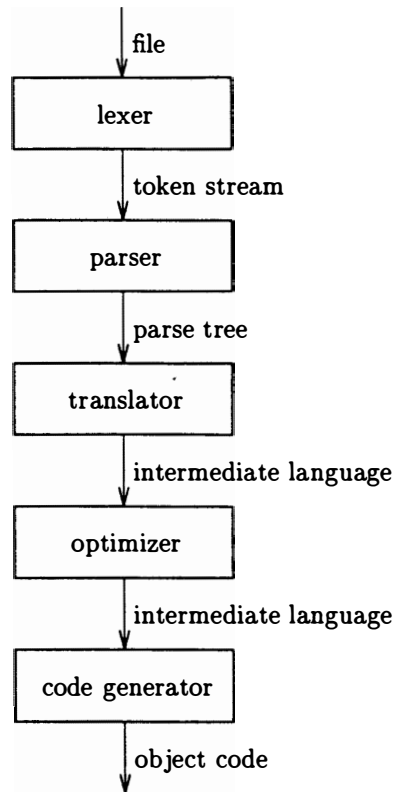 file
lexer
token stream
parser
parse tree
translator
intermediate language
optimizer
intermediate language
code generator
object code